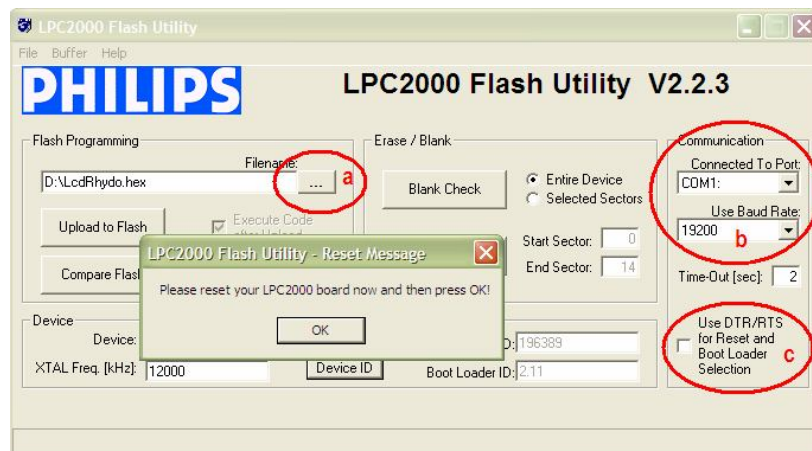 LPC2000 Flash Utility
File Buffer Help
PHILIPS
LPC2000 Flash Utility V2.2.3
Flash Programming
Filename:
D:\LcdRhydo.hex
...
a
Upload to Flash
Execute Code
after Upload
Compare Flash
Erase / Blank
Blank Check
Entire Device
Selected Sectors
Start Sector: 0
End Sector: 14
Communication
Connected To Port:
COM1:
Use Baud Rate:
19200
b
Time-Out [sec]: 2
Use DTR/RTS
for Reset and
Boot Loader
Selection
c
LPC2000 Flash Utility - Reset Message
Please reset your LPC2000 board now and then press OK!
OK
Device
Device:
196389
XTAL Freq. [kHz]: 12000
Device ID
Boot Loader ID: 2.11